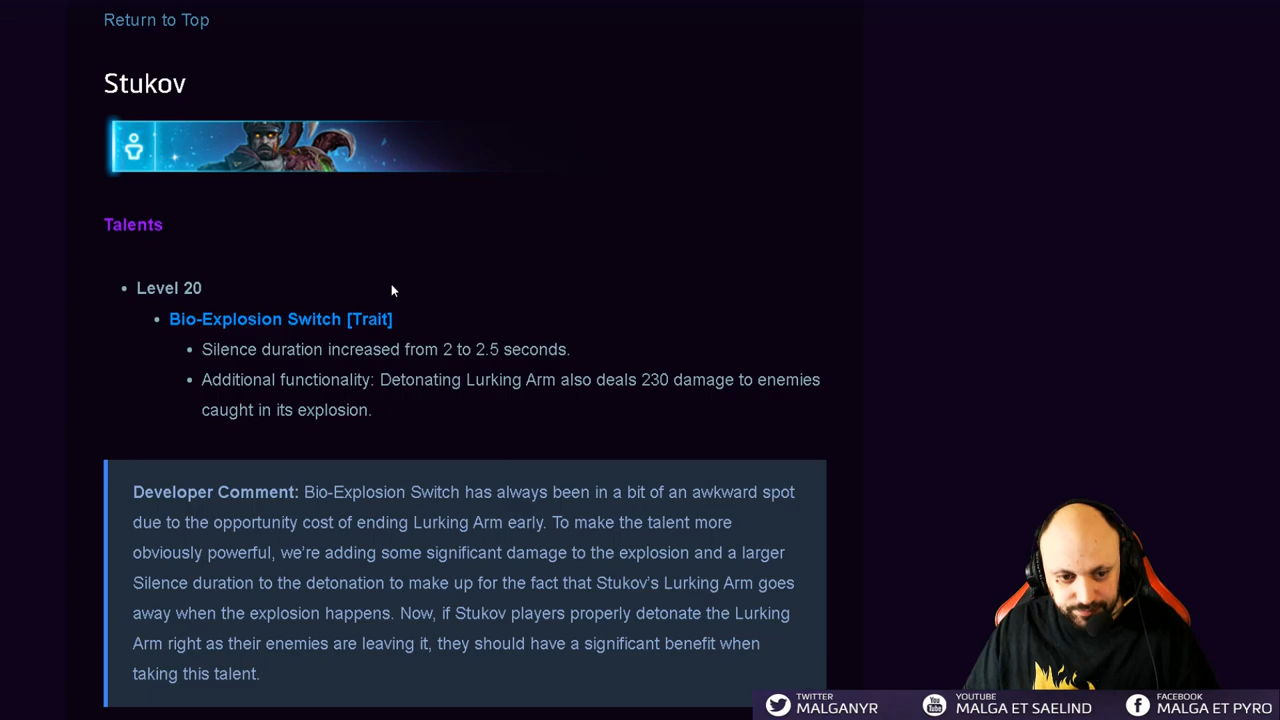 Return to Top
Stukov
Talents
Level 20
Bio-Explosion Switch [Trait]
Silence duration increased from 2 to 2.5 seconds.
Additional functionality: Detonating Lurking Arm also deals 230 damage to enemies
caught in its explosion.
Developer Comment: Bio-Explosion Switch has always been in a bit of an awkward spot
due to the opportunity cost of ending Lurking Arm early. To make the talent more
obviously powerful, we’re adding some significant damage to the explosion and a larger
Silence duration to the detonation to make up for the fact that Stukov’s Lurking Arm goes
away when the explosion happens. Now, if Stukov players properly detonate the Lurking
Arm right as their enemies are leaving it, they should have a significant benefit when
taking this talent.
TWITTER
MALGANYR
YOUTUBE
MALGA ET SAELIND
FACEBOOK
MALGA ET PYRO